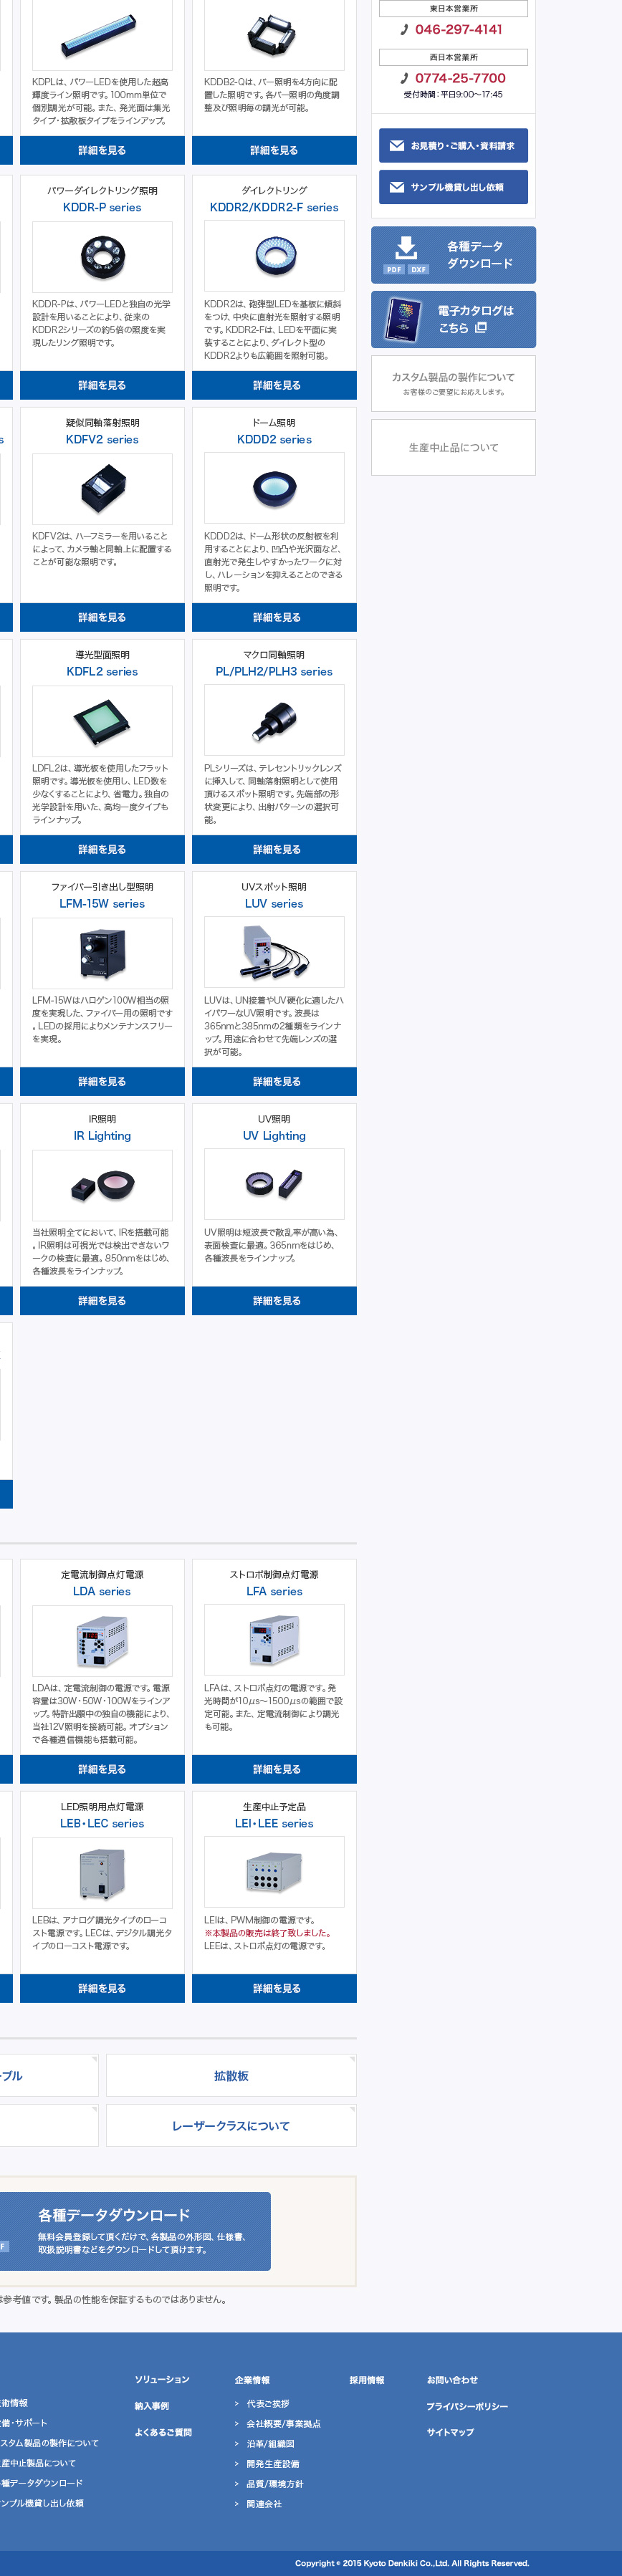 KDPLは、パワーLEDを使用した超高
輝度ライン照明です。100mm単位で
個別調光が可能。また、発光面は集光
タイプ・拡散板タイプをラインアップ。
詳細を見る
KDDB2-Qは、バー照明を4方向に配
置した照明です。各バー照明の角度調
整及び照明毎の調光が可能。
詳細を見る
パワーダイレクトリング照明
KDDR-P series
KDDR-Pは、パワーLEDと独自の光学
設計を用いることにより、従来の
KDDR2シリーズの約5倍の照度を実
現したリング照明です。
詳細を見る
ダイレクトリング
KDDR2/KDDR2-F series
KDDR2は、砲弾型LEDを基板に傾斜
をつけ、中央に直射光を照射する照明
です。KDDR2-Fは、LEDを平面に実
装することにより、ダイレクト型の
KDDR2よりも広範囲を照射可能。
詳細を見る
s
疑似同軸落射照明
KDFV2 series
KDFV2は、ハーフミラーを用いること
によって、カメラ軸と同軸上に配置する
ことが可能な照明です。
詳細を見る
ドーム照明
KDDD2 series
KDDD2は、ドーム形状の反射板を利
用することにより、凹凸や光沢面など、
直射光で発生しやすかったワークに対
し、ハレーションを抑えることのできる
照明です。
詳細を見る
導光型面照明
KDFL2 series
LDFL2は、導光板を使用したフラット
照明です。導光板を使用し、LED数を
少なくすることにより、省電力。独自の
光学設計を用いた、高均一度タイプも
ラインナップ。
詳細を見る
マクロ同軸照明
PL/PLH2/PLH3 series
PLシリーズは、テレセントリックレンズ
に挿入して、同軸落射照明として使用
頂けるスポット照明です。先端部の形
状変更により、出射パターンの選択可
能。
詳細を見る
ファイバー引き出し型照明
LFM-15W series
LFM-15Wはハロゲン100W相当の照
度を実現した、ファイバー用の照明です
。LEDの採用によりメンテナンスフリー
を実現。
詳細を見る
UVスポット照明
LUV series
LUVは、UN接着やUV硬化に適したハ
イパワーなUV照明です。波長は
365nmと385nmの2種類をラインナ
ップ。用途に合わせて先端レンズの選
択が可能。
詳細を見る
IR照明
IR Lighting
当社照明全てにおいて、IRを搭載可能
。IR照明は可視光では検出できないワ
ークの検査に最適。850nmをはじめ、
各種波長をラインナップ。
詳細を見る
UV照明
UV Lighting
UV照明は短波長で散乱率が高い為、
表面検査に最適。365nmをはじめ、
各種波長をラインナップ。
詳細を見る
定電流制御点灯電源
LDA series
LDAは、定電流制御の電源です。電源
容量は30W・50W・100Wをラインア
ップ。特許出願中の独自の機能により、
当社12V照明を接続可能。オプション
で各種通信機能も搭載可能。
詳細を見る
ストロボ制御点灯電源
LFA series
LFAは、ストロボ点灯の電源です。発
光時間が10μs〜1500μsの範囲で設
定可能。また、定電流制御により調光
も可能。
詳細を見る
LED照明用点灯電源
LEB・LEC series
LEBは、アナログ調光タイプのローコ
スト電源です。LECは、デジタル調光タ
イプのローコスト電源です。
詳細を見る
生産中止予定品
LEI・LEE series
LEIは、PWM制御の電源です。
※本製品の販売は終了致しました。
LEEは、ストロボ点灯の電源です。
詳細を見る
ーブル
拡散板
レーザークラスについて
F
各種データダウンロード
無料会員登録して頂くだけで、各製品の外形図、仕様書、
取扱説明書などをダウンロードして頂けます。
は参考値です。製品の性能を保証するものではありません。
東日本営業所
046-297-4141
西日本営業所
0774-25-7700
受付時間：平日9:00〜17:45
お見積り・ご購入・資料請求
サンプル機貸し出し依頼
各種データ
ダウンロード
PDF DXF
電子カタログは
こちら
カスタム製品の製作について
お客様のご要望にお応えします。
生産中止品について
技術情報
設備・サポート
カスタム製品の製作について
生産中止製品について
各種データダウンロード
サンプル機貸し出し依頼
ソリューション
納入事例
よくあるご質問
企業情報
> 代表ご挨拶
> 会社概要/事業拠点
> 沿革/組織図
> 開発生産設備
> 品質/環境方針
> 関連会社
採用情報
お問い合わせ
プライバシーポリシー
サイトマップ
Copyright © 2015 Kyoto Denkiki Co.,Ltd. All Rights Reserved.